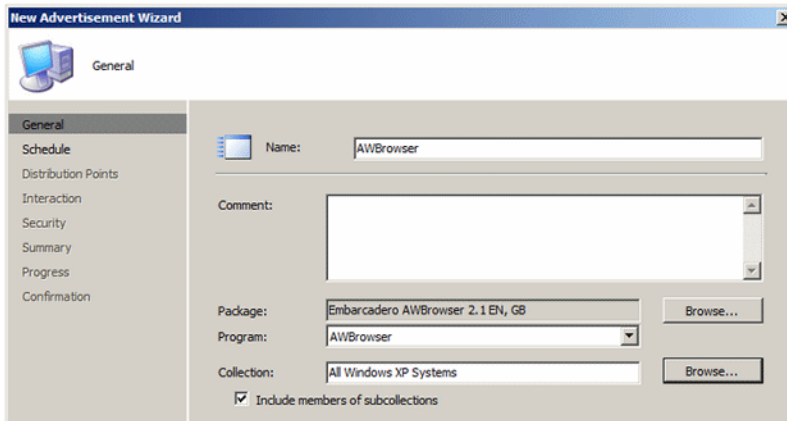 New Advertisement Wizard
General
General
Schedule
Distribution Points
Interaction
Security
Summary
Progress
Confirmation
Name: AWBrowser
Comment:
Package: Embarcadero AWBrowser 2.1 EN, GB Browse...
Program: AWBrowser
Collection: All Windows XP Systems Browse...
Include members of subcollections